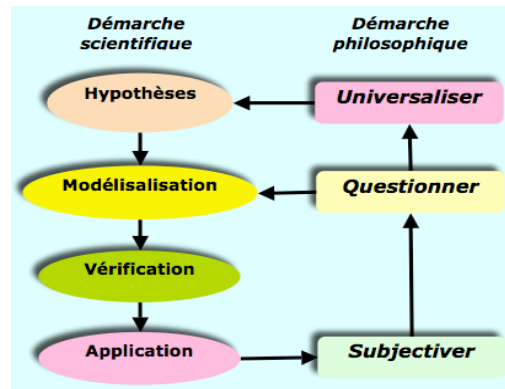 Démarche
scientifique
Démarche
philosophique
Hypothèses
Universaliser
Modélisalisation
Questionner
Vérification
Application
Subjectiver